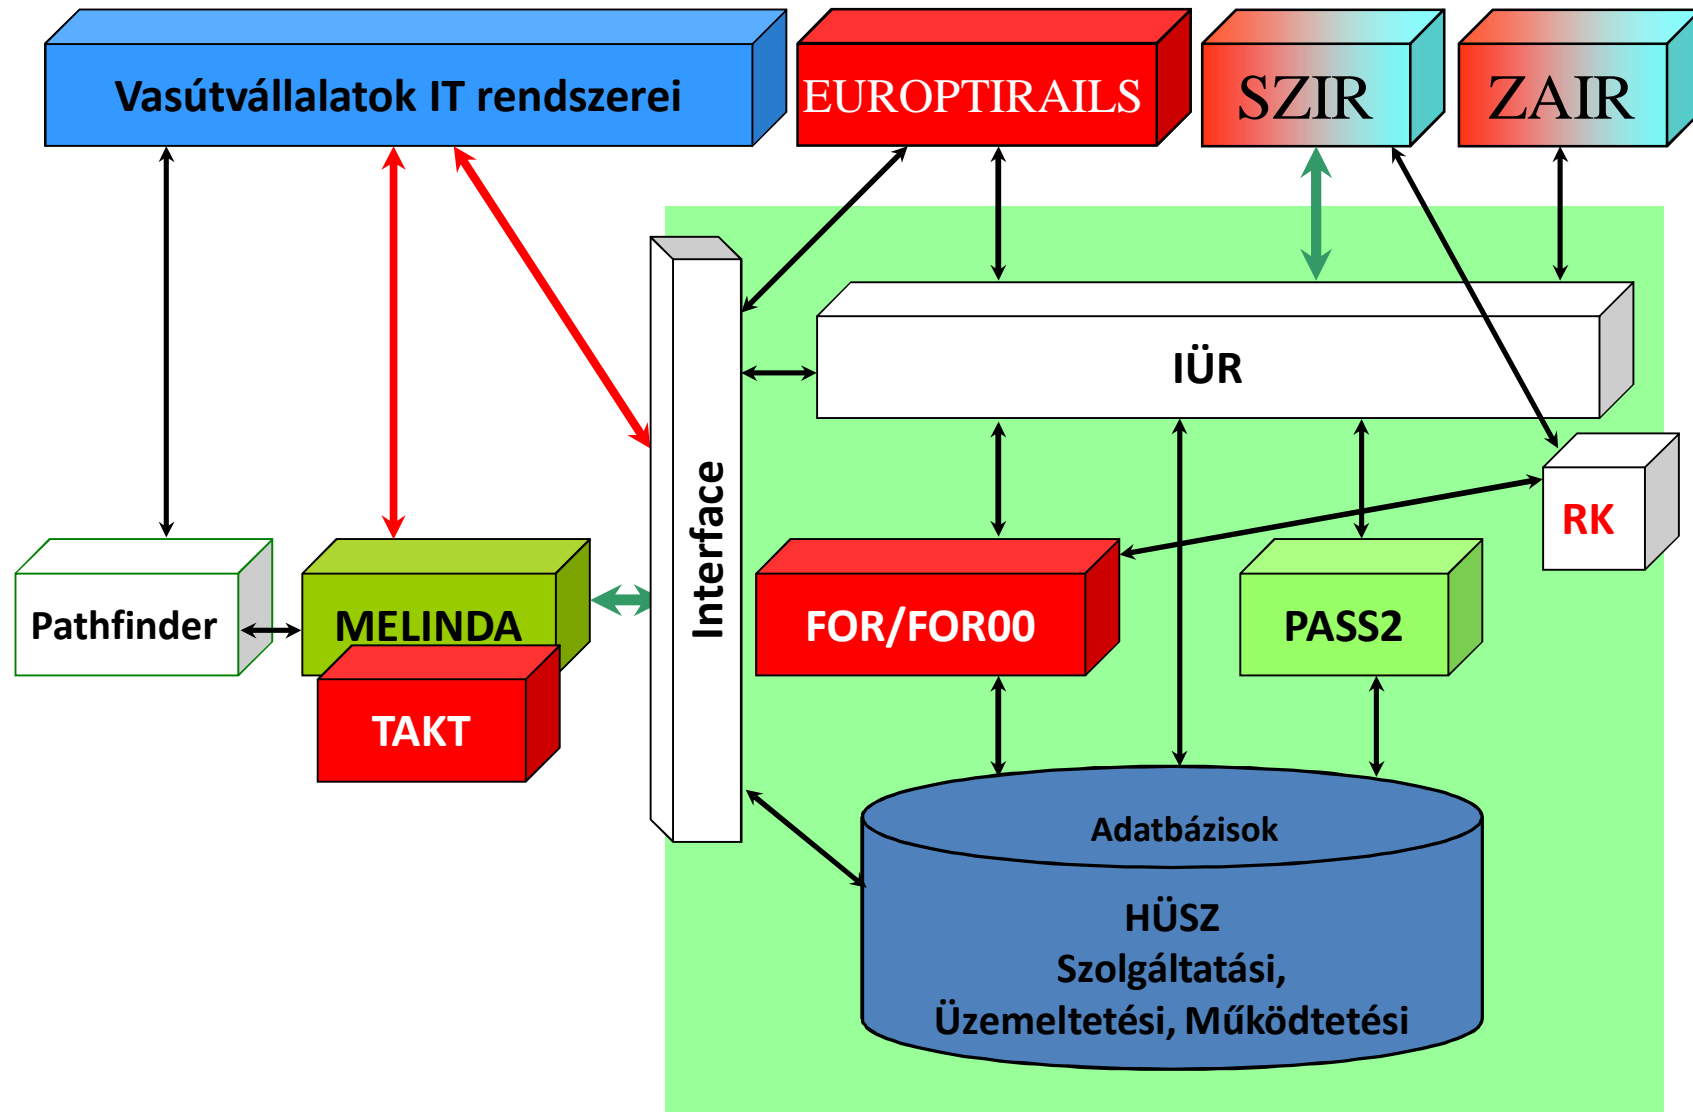 Vasútvállalatok IT rendszerei
EUROPTIRAILS
SZIR
ZAIR
IÜR
Interface
RK
Pathfinder
MELINDA
FOR/FOR00
PASS2
TAKT
Adatbázisok
HÜSZ
Szolgáltatási,
Üzemeltetési, Működtetési